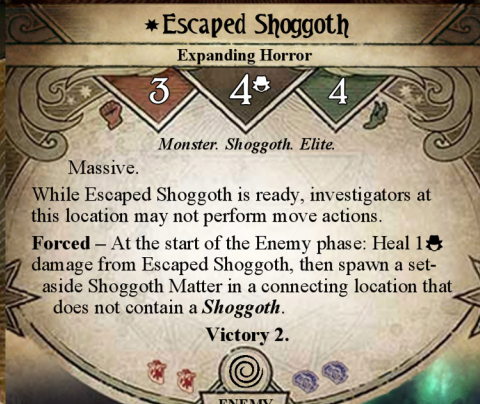 Escaped Shoggoth
Expanding Horror
3 4 4
Monster. Shoggoth. Elite.
Massive.
While Escaped Shoggoth is ready, investigators at
this location may not perform move actions.
Forced – At the start of the Enemy phase: Heal 1
damage from Escaped Shoggoth, then spawn a set-
aside Shoggoth Matter in a connecting location that
does not contain a Shoggoth.
Victory 2.
ENEMY